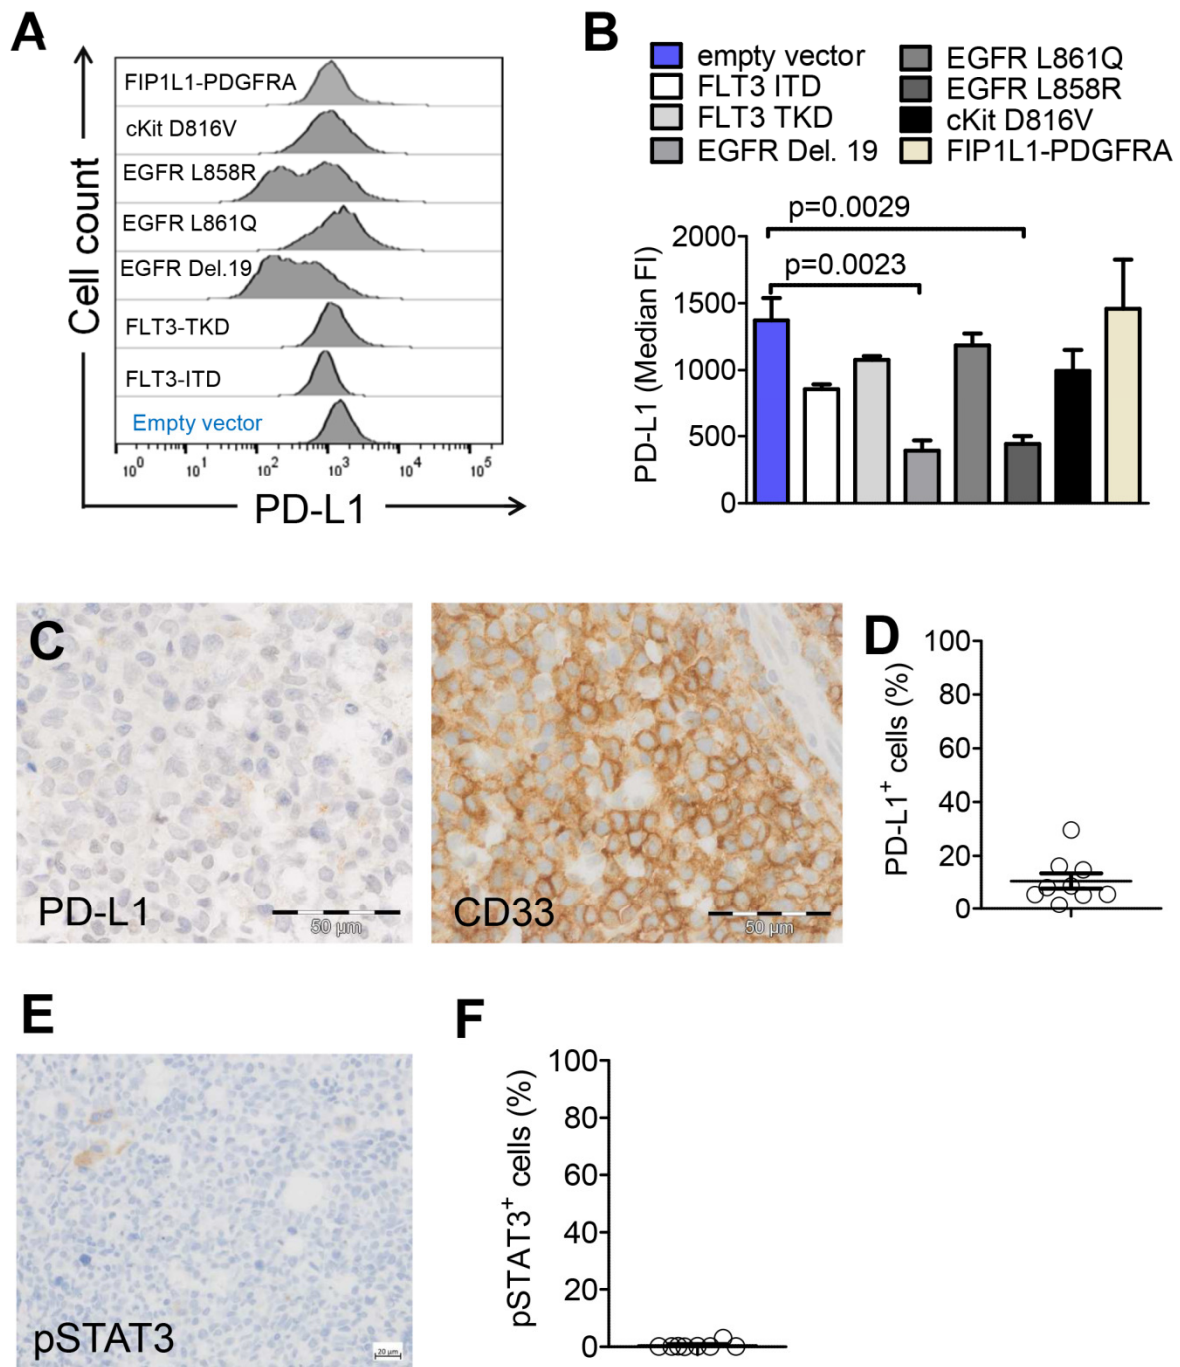 A
Cell count
FIP1L1-PDGFRA
cKit D816V
EGFR L858R
EGFR L861Q
EGFR Del.19
FLT3-TKD
FLT3-ITD
Empty vector
10^0 10^1 10^2 10^3 10^4 10^5
PD-L1
B
empty vector
FLT3 ITD
FLT3 TKD
EGFR Del. 19
EGFR L861Q
EGFR L858R
cKit D816V
FIP1L1-PDGFRA
p=0.0029
p=0.0023
PD-L1 (Median FI)
2000
1500
1000
500
0
C
PD-L1
50 µm
CD33
50 µm
D
PD-L1+ cells (%)
100
80
60
40
20
0
E
pSTAT3
20 µm
F
pSTAT3+ cells (%)
100
80
60
40
20
0